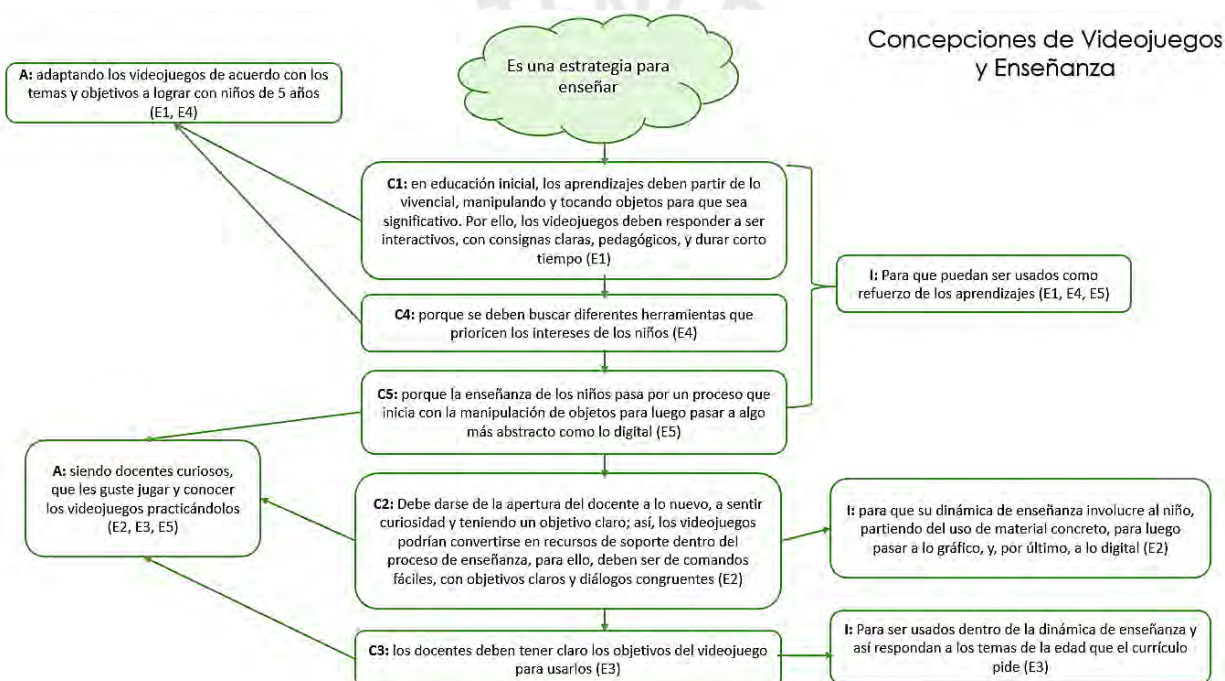 Concepciones de Videojuegos
y Enseñanza
Es una estrategia para
enseñar
A: adaptando los videojuegos de acuerdo con los
temas y objetivos a lograr con niños de 5 años
(E1, E4)
C1: en educación inicial, los aprendizajes deben partir de lo
vivencial, manipulando y tocando objetos para que sea
significativo. Por ello, los videojuegos deben responder a ser
interactivos, con consignas claras, pedagógicos, y durar corto
tiempo (E1)
I: Para que puedan ser usados como
refuerzo de los aprendizajes (E1, E4, E5)
C4: porque se deben buscar diferentes herramientas que
prioricen los intereses de los niños (E4)
C5: porque la enseñanza de los niños pasa por un proceso que
inicia con la manipulación de objetos para luego pasar a algo
más abstracto como lo digital (E5)
A: siendo docentes curiosos,
que les guste jugar y conocer
los videojuegos practicándolos
(E2, E3, E5)
C2: Debe darse de la apertura del docente a lo nuevo, a sentir
curiosidad y teniendo un objetivo claro; así, los videojuegos
podrían convertirse en recursos de soporte dentro del
proceso de enseñanza, para ello, deben ser de comandos
fáciles, con objetivos claros y diálogos congruentes (E2)
I: para que su dinámica de enseñanza involucre al niño,
partiendo del uso de material concreto, para luego
pasar a lo gráfico, y, por último, a lo digital (E2)
C3: los docentes deben tener claro los objetivos del videojuego
para usarlos (E3)
I: Para ser usados dentro de la dinámica de enseñanza y
así respondan a los temas de la edad que el currículo
pide (E3)